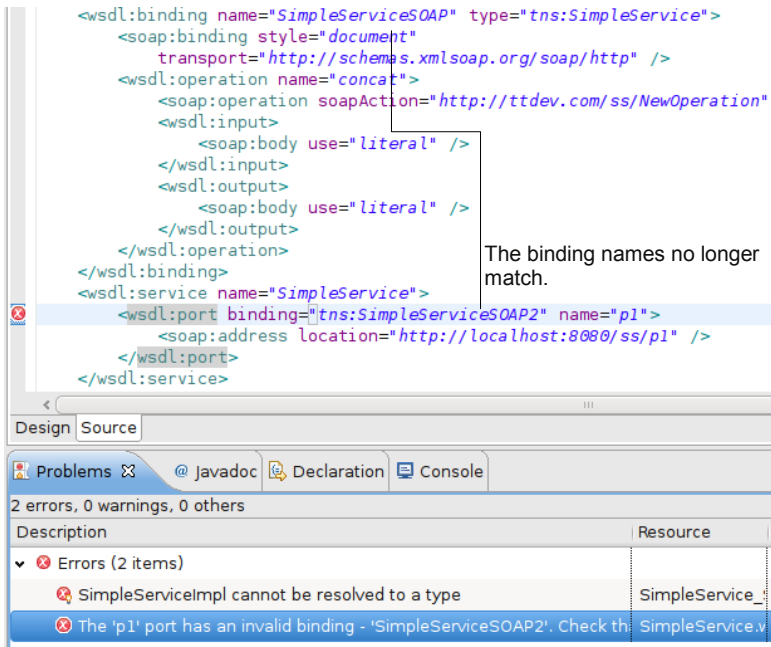 <wsdl:binding name="SimpleServiceSOAP" type="tns:SimpleService">
<soap:binding style="document"
transport="http://schemas.xmlsoap.org/soap/http" />
<wsdl:operation name="concat">
<soap:operation soapAction="http://ttdev.com/ss/NewOperation"
<wsdl:input>
<soap:body use="literal" />
</wsdl:input>
<wsdl:output>
<soap:body use="literal" />
</wsdl:output>
</wsdl:operation>
</wsdl:binding>
The binding names no longer
match.
<wsdl:service name="SimpleService">
<wsdl:port binding="tns:SimpleServiceSOAP2" name="p1">
<soap:address location="http://localhost:8080/ss/p1" />
</wsdl:port>
</wsdl:service>
Design Source
Problems @ Javadoc Declaration Console
2 errors, 0 warnings, 0 others
Description Resource
Errors (2 items)
SimpleServiceImpl cannot be resolved to a type SimpleService_
The 'p1' port has an invalid binding - 'SimpleServiceSOAP2'. Check SimpleService.